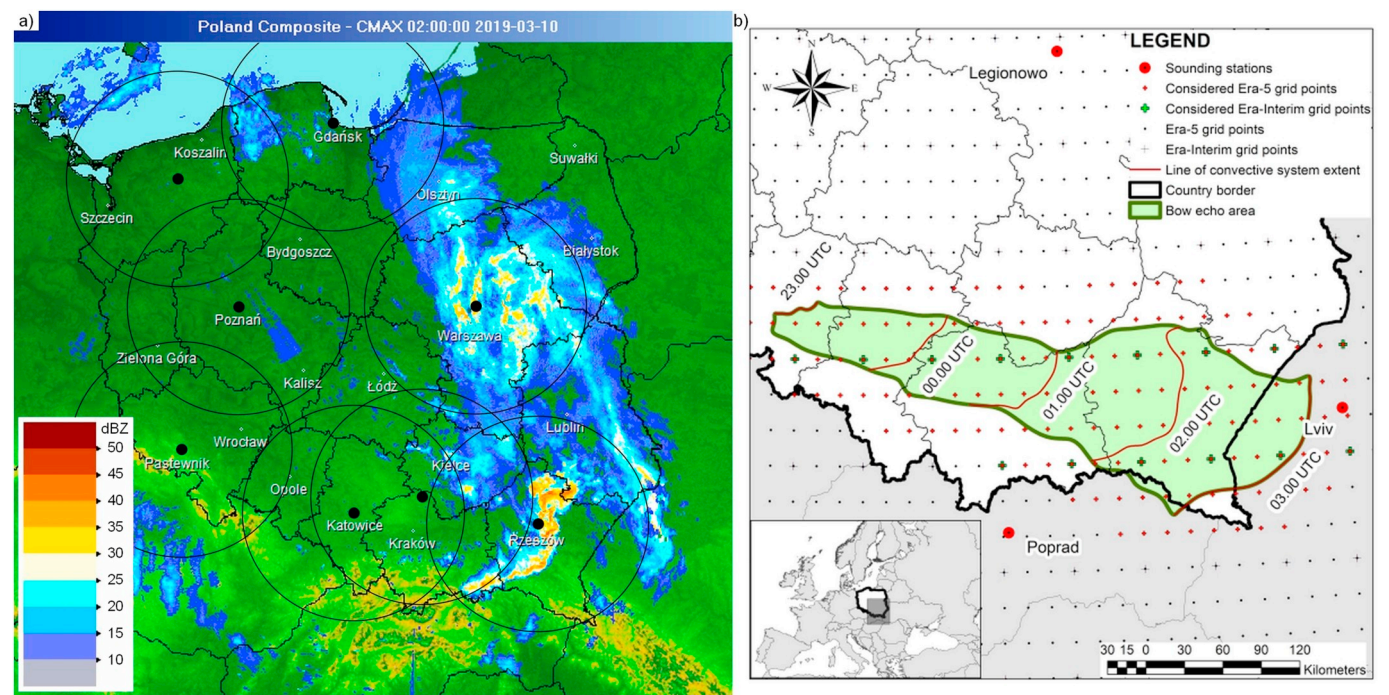 a)
Poland Composite - CMAX 02:00:00 2019-03-10
Gdańsk
Koszalin
Suwałki
Olsztyn
Szczecin
Bydgoszcz
Białystok
Poznań
Warszawa
Zielona Góra
Kalisz
Łódź
Lublin
Wrocław
Pastewnik
Kielce
Opole
Katowice
Kraków
Rzeszów
dBZ
50
45
40
35
30
25
20
15
10
b)
N
W
E
S
Legionowo
LEGEND
Sounding stations
Considered Era-5 grid points
Considered Era-Interim grid points
Era-5 grid points
Era-Interim grid points
Line of convective system extent
Country border
Bow echo area
23.00 UTC
00.00 UTC
01.00 UTC
02.00 UTC
03.00 UTC
Lviv
Poprad
30 15 0 30 60 90 120
Kilometers